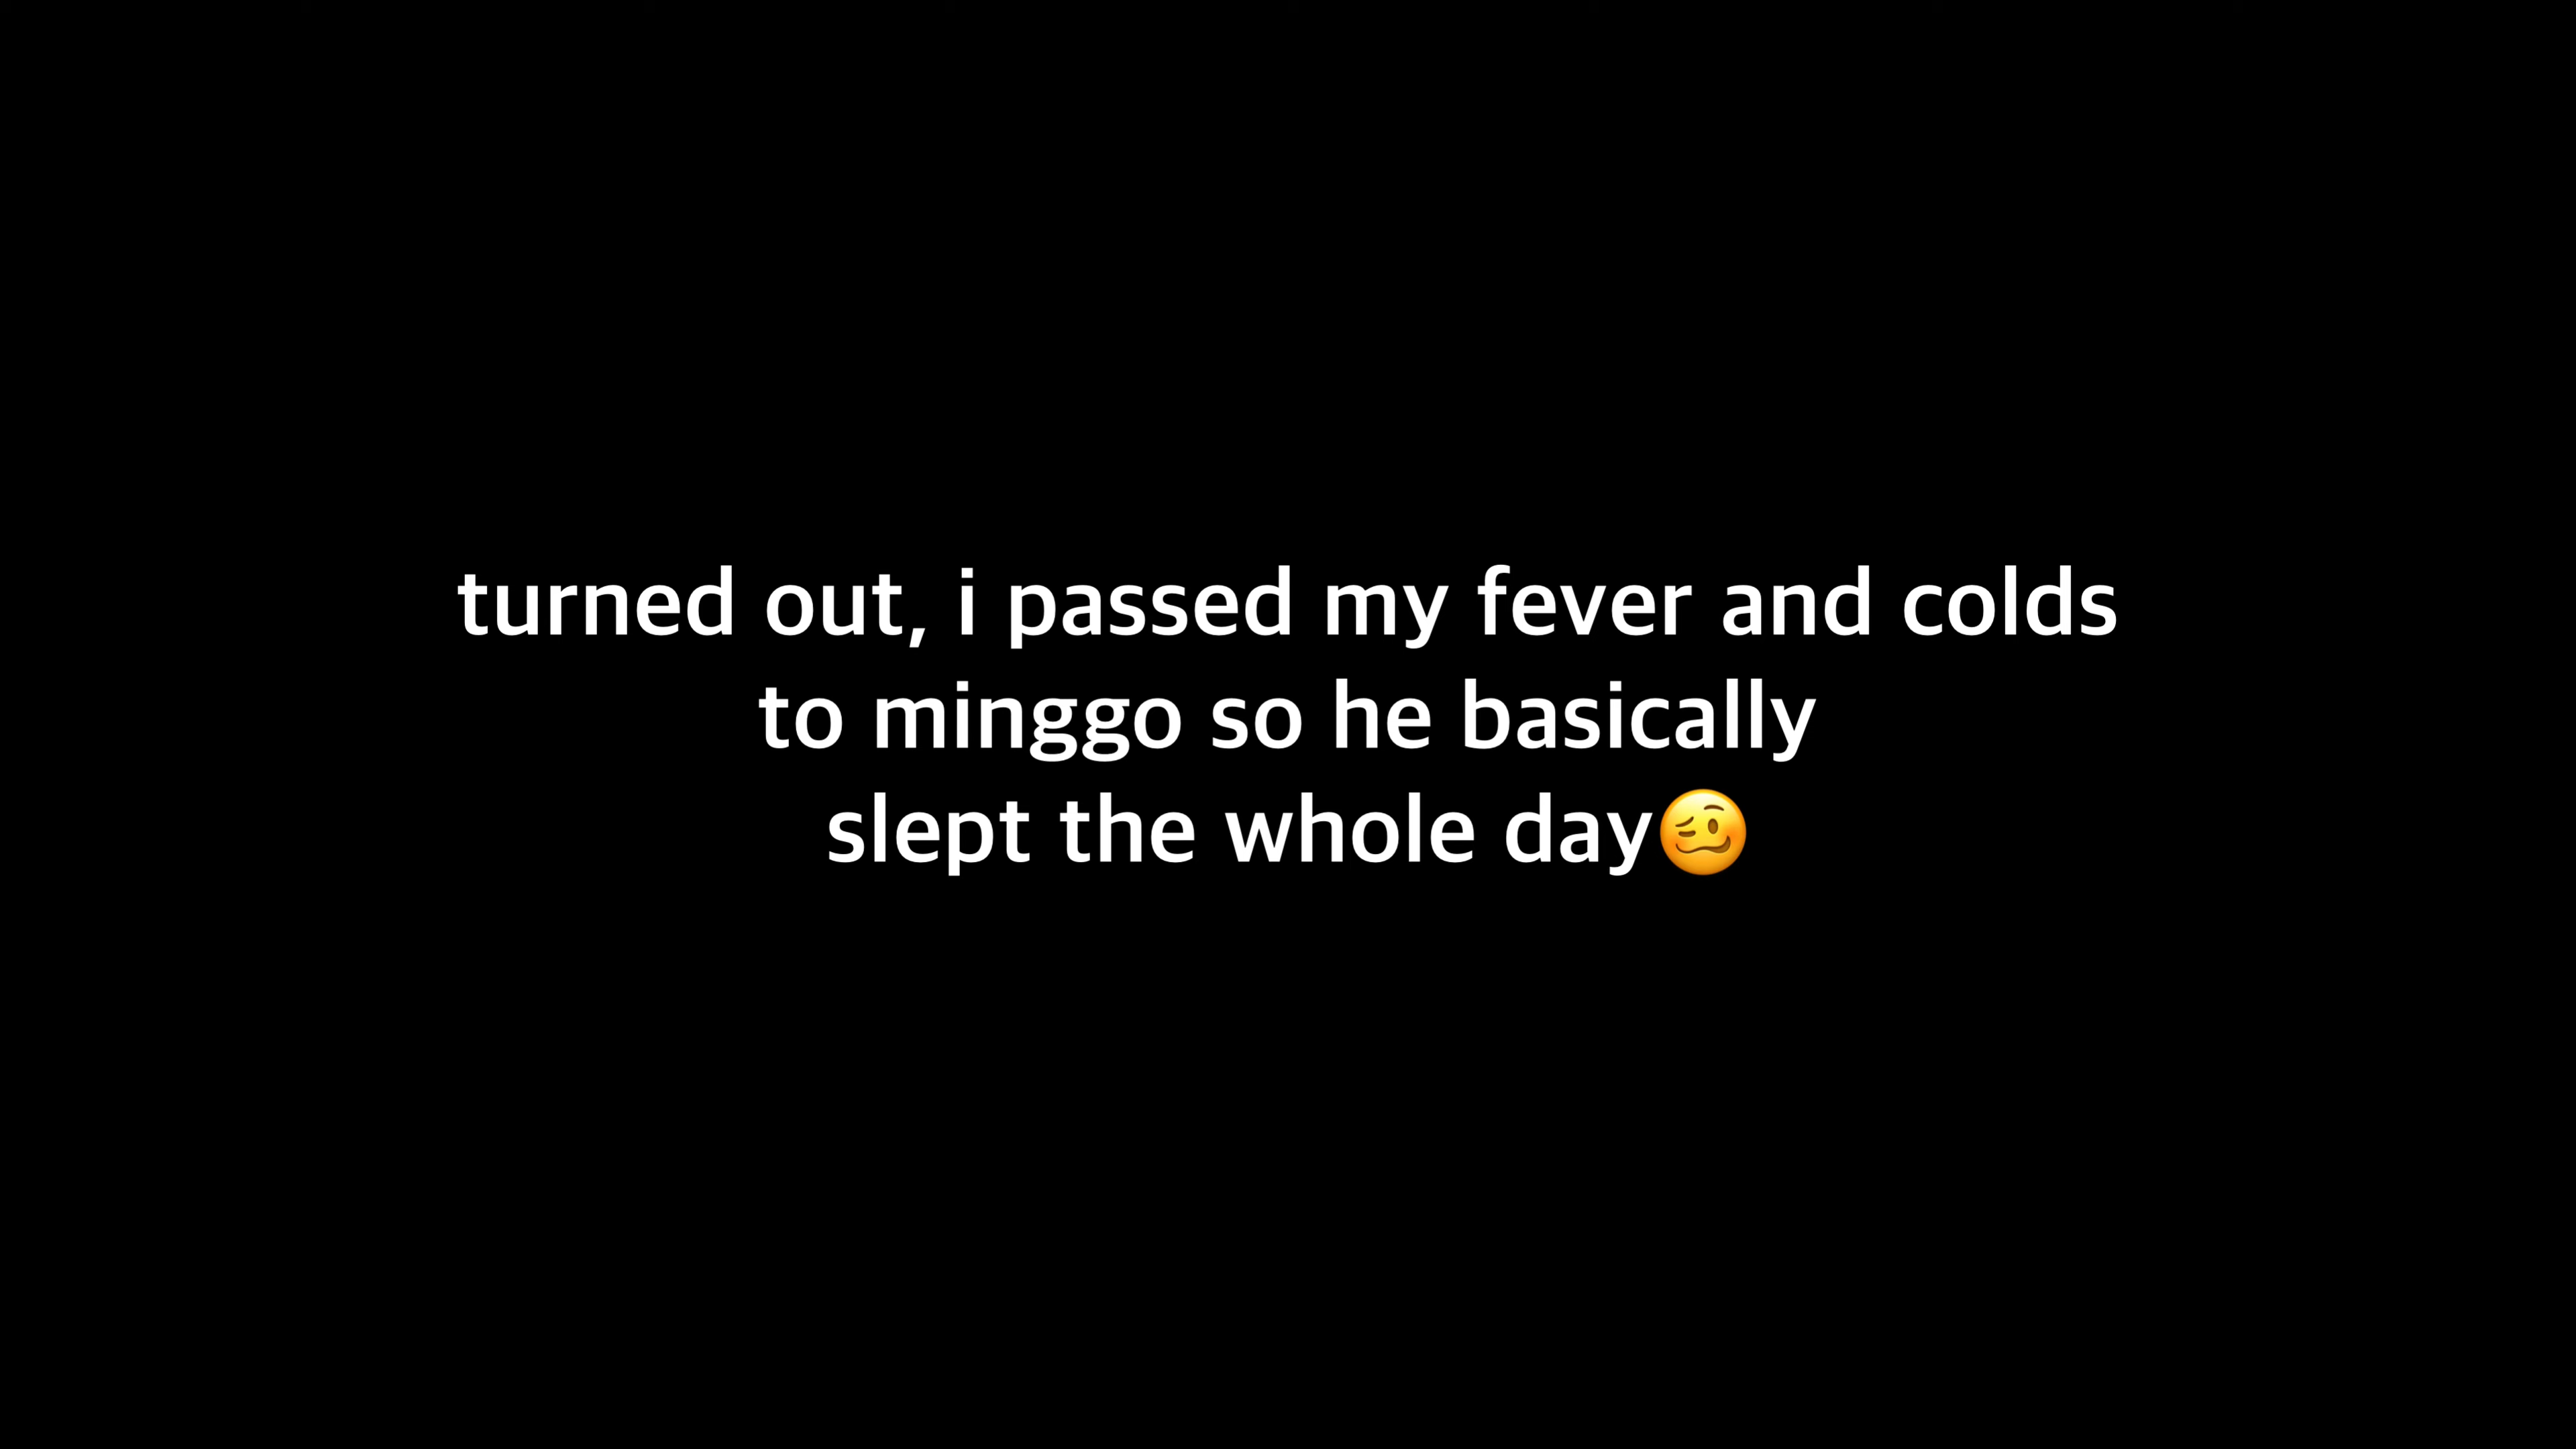 turned out, i passed my fever and colds
to minggo so he basically
slept the whole day🥴